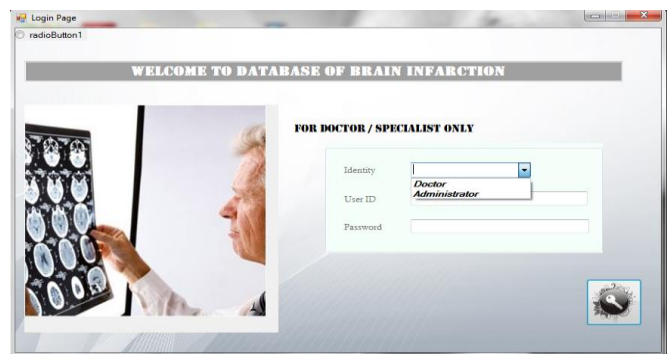 Login Page
radioButton1
WELCOME TO DATABASE OF BRAIN INFARCTION
FOR DOCTOR / SPECIALIST ONLY
Identity
Doctor
Administrator
User ID
Password